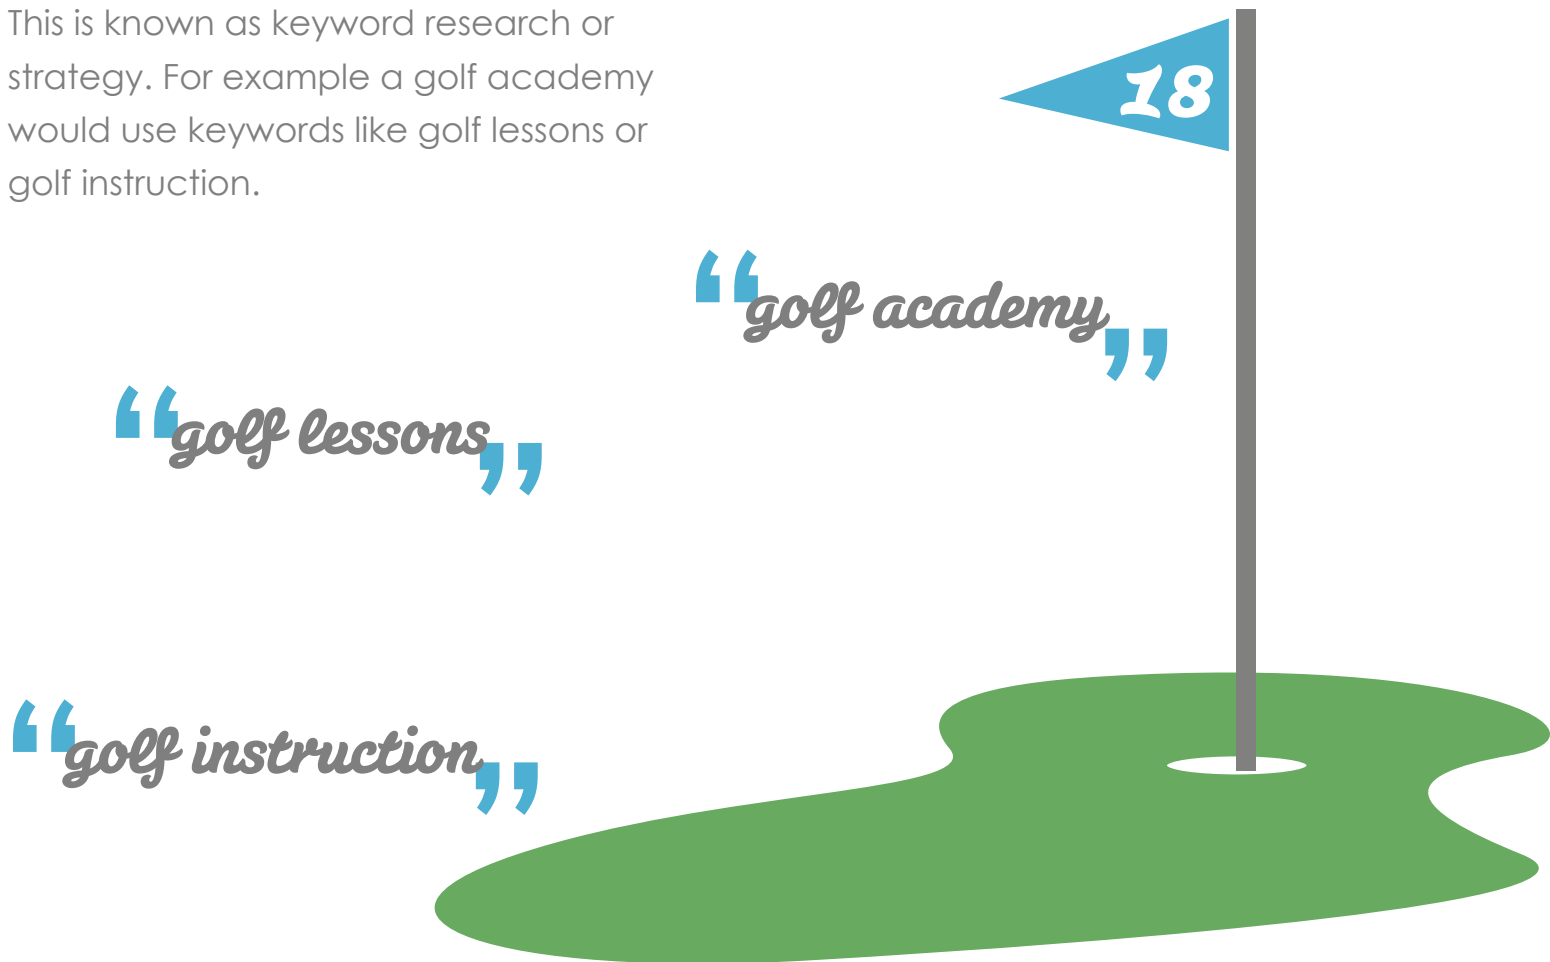 This is known as keyword research or
strategy. For example a golf academy
would use keywords like golf lessons or
golf instruction.
18
“golf academy”
“golf lessons”
“golf instruction”